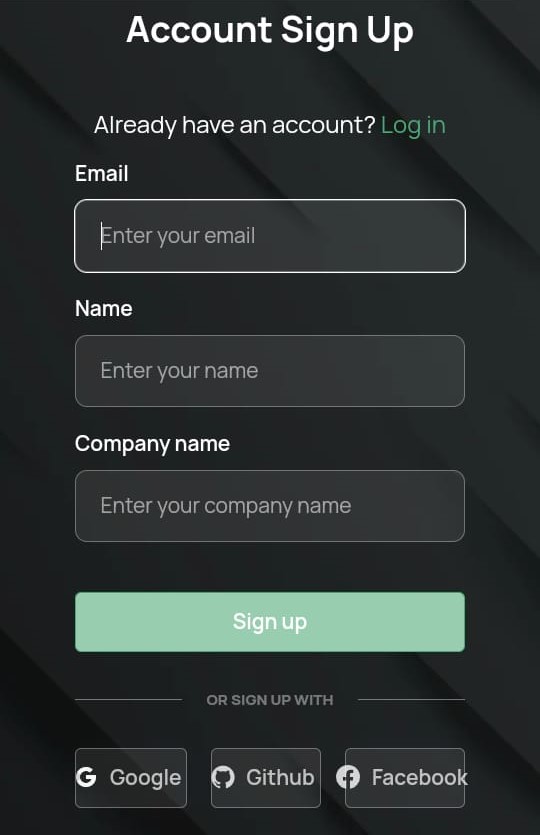 Account Sign Up
Already have an account? Log in
Email
Enter your email
Name
Enter your name
Company name
Enter your company name
Sign up
OR SIGN UP WITH
Google Github Facebook